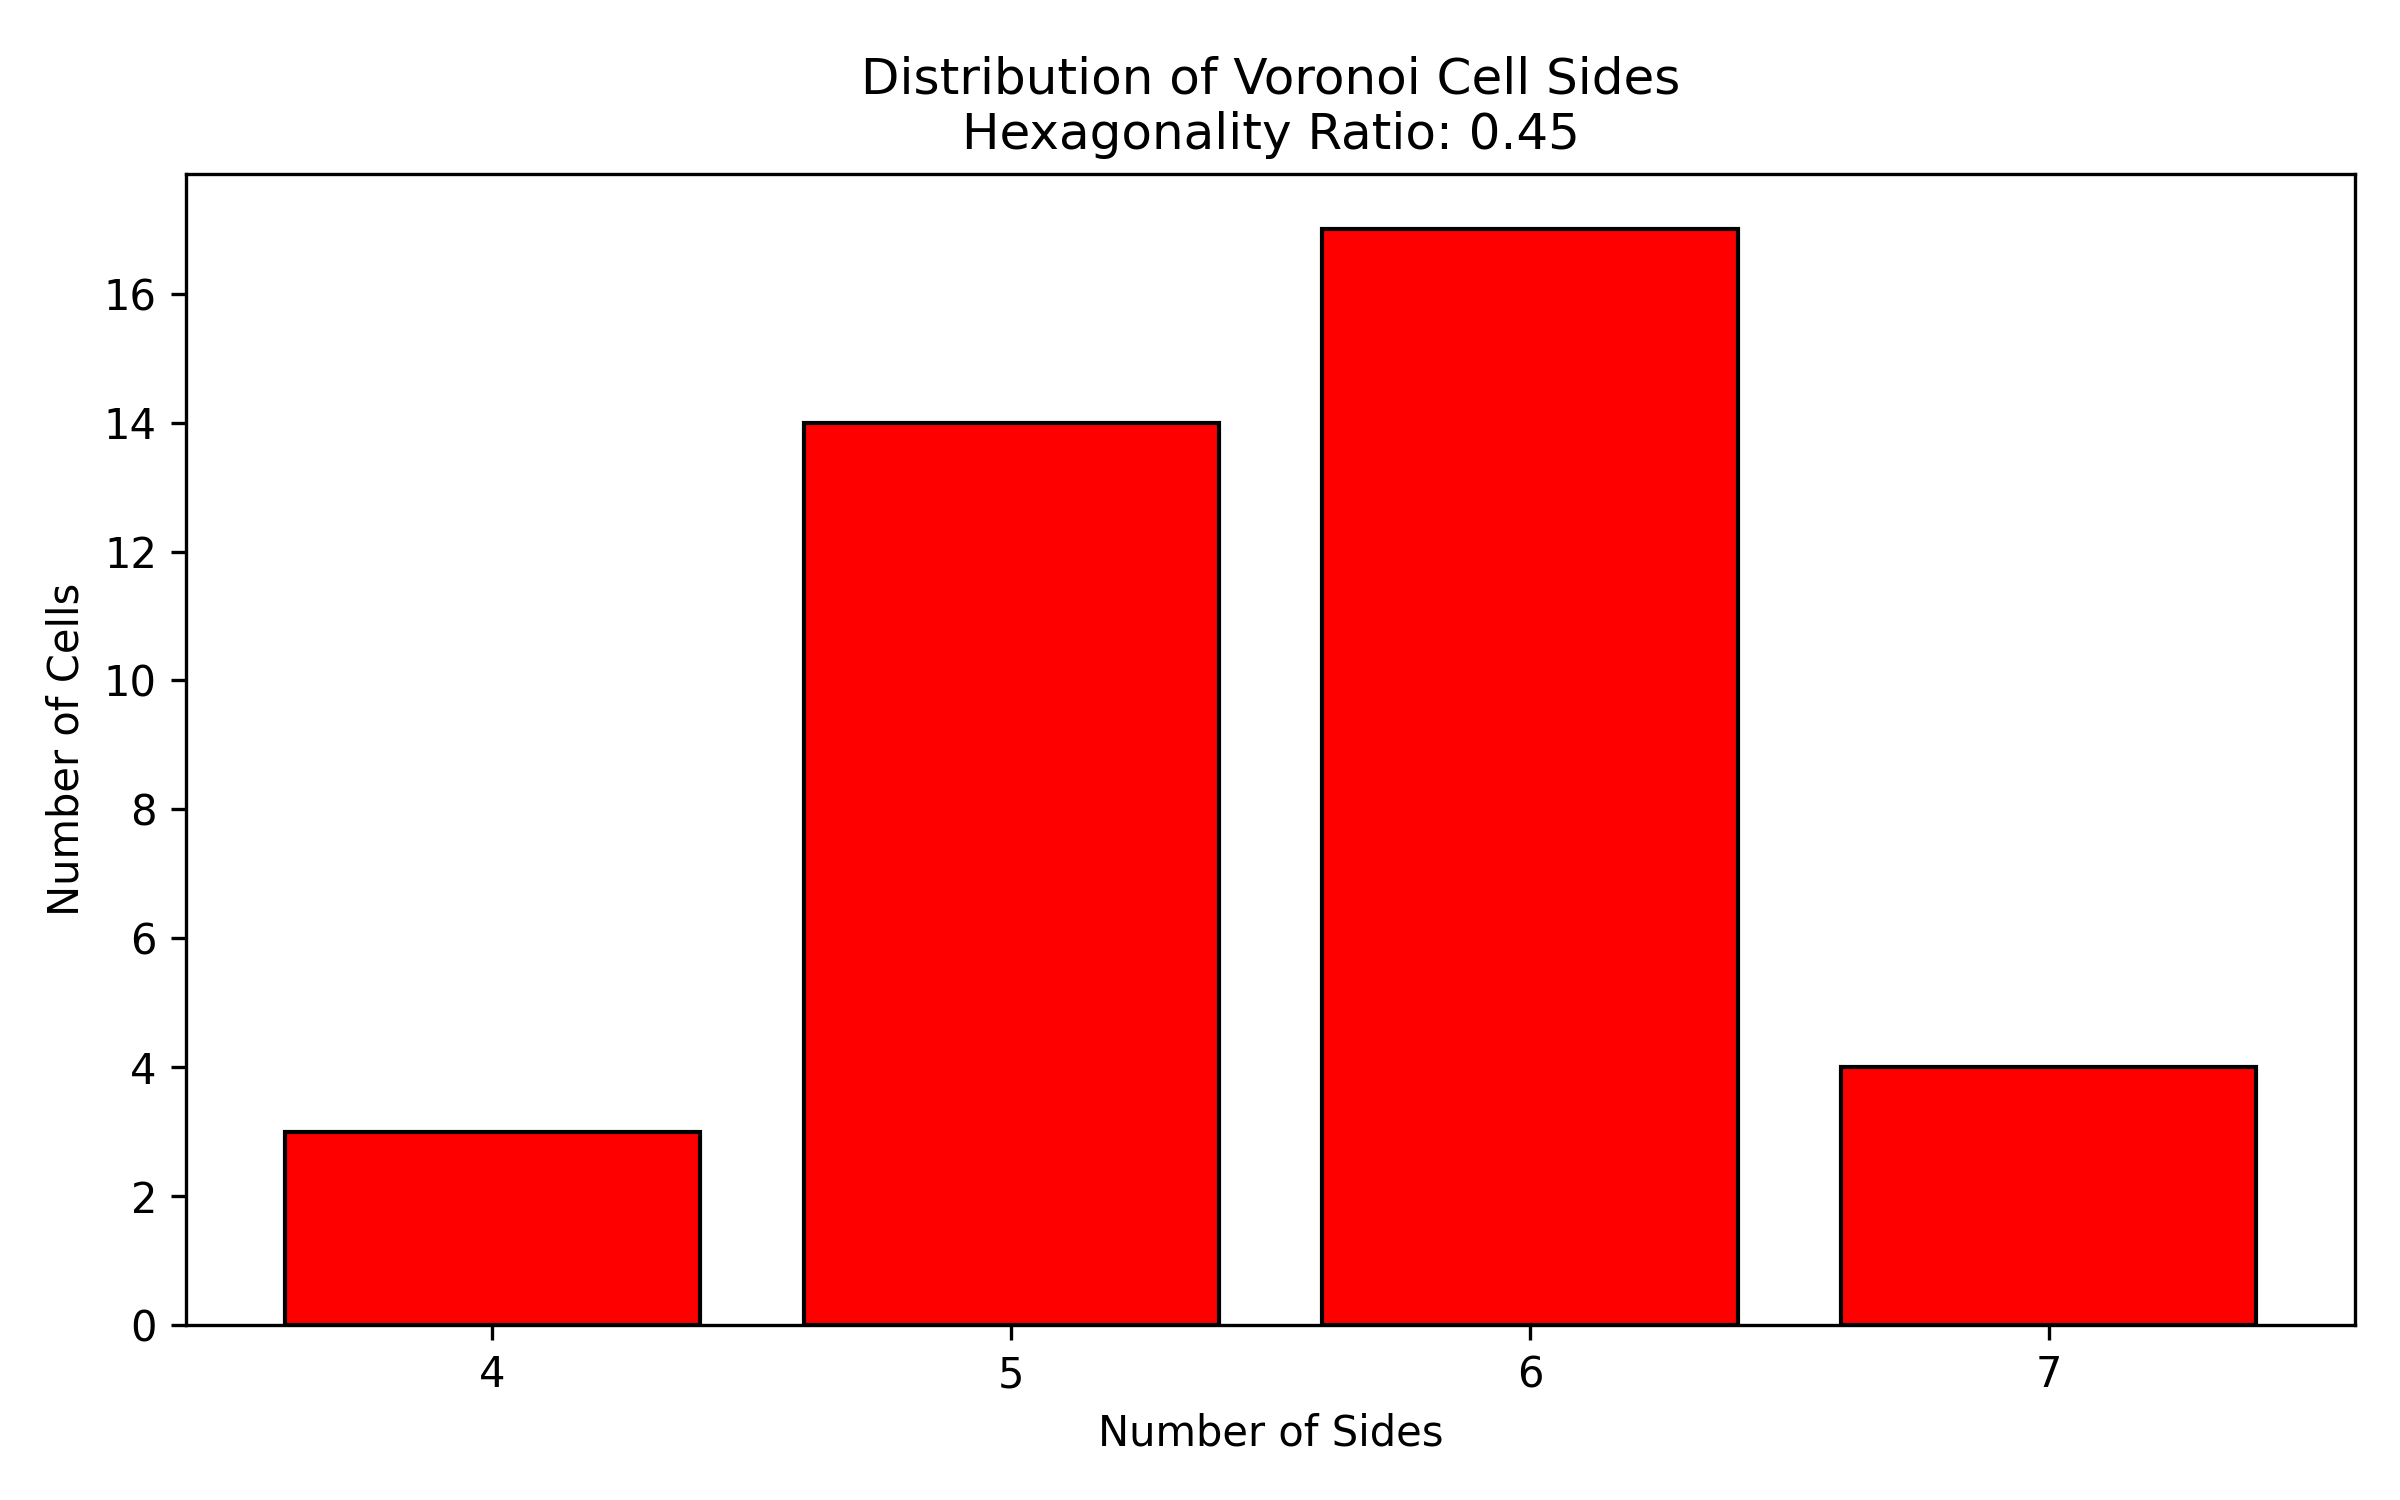 Distribution of Voronoi Cell Sides
Hexagonality Ratio: 0.45
Number of Cells
16
14
12
10
8
6
4
2
0
4 5 6 7
Number of Sides